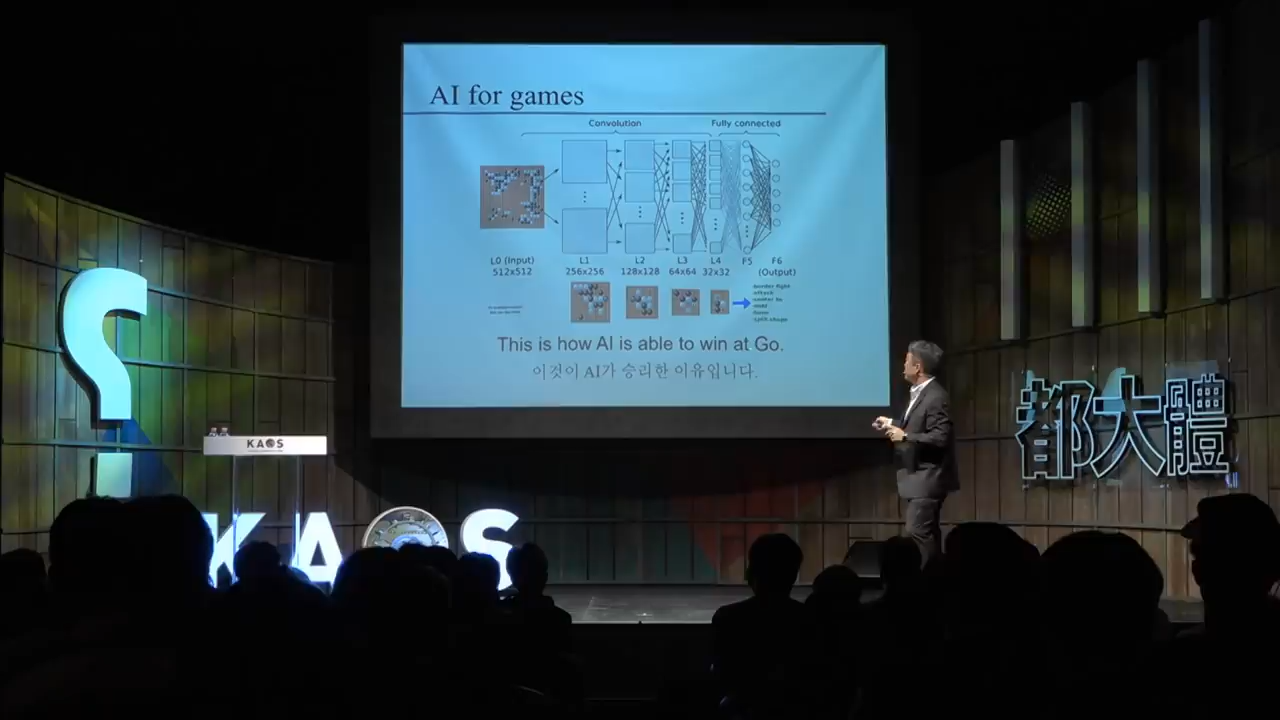 AI for games
Convolution
Fully connected
L0 (Input)
512x512
L1
256x256
L2
128x128
L3
64x64
L4
32x32
F5
F6
(Output)
This is how AI is able to win at Go.
이것이 AI가 승리한 이유입니다.
KAOS
KAOS
都大體